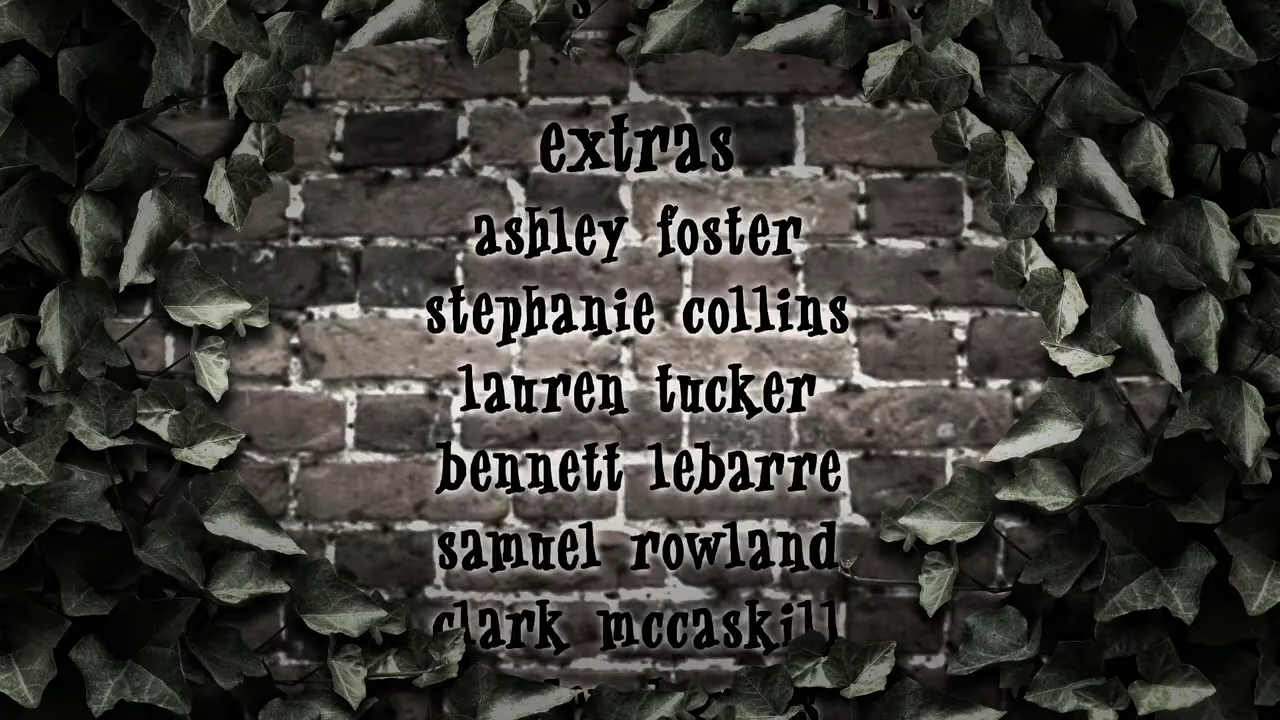 extras
ashley foster
stephanie collins
lauren tucker
bennett lebarre
samuel rowland
clark mccaskill